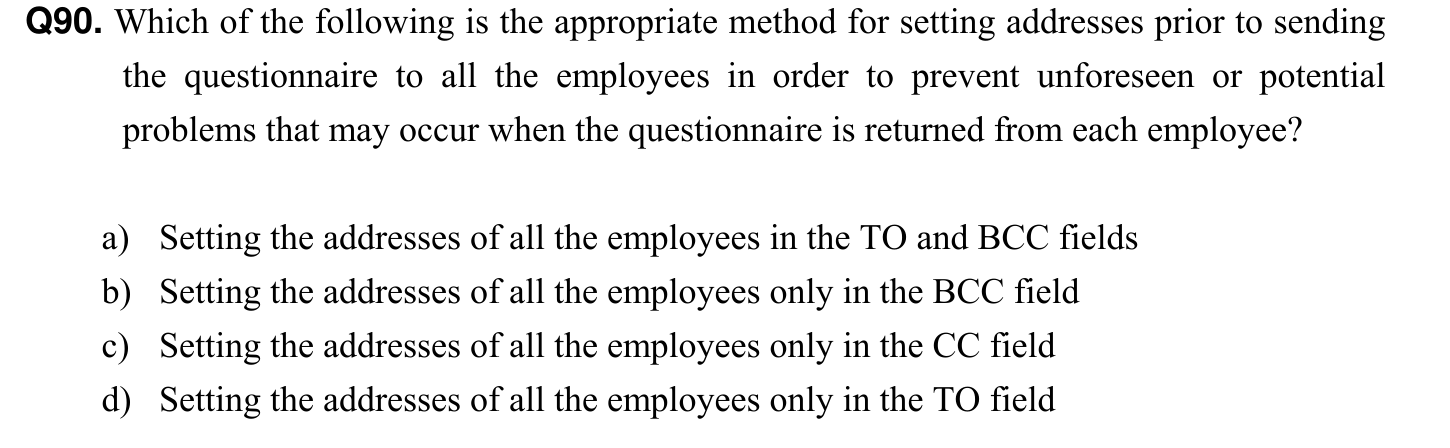 Q90. Which of the following is the appropriate method for setting addresses prior to sending
the questionnaire to all the employees in order to prevent unforeseen or potential
problems that may occur when the questionnaire is returned from each employee?
a) Setting the addresses of all the employees in the TO and BCC fields
b) Setting the addresses of all the employees only in the BCC field
c) Setting the addresses of all the employees only in the CC field
d) Setting the addresses of all the employees only in the TO field